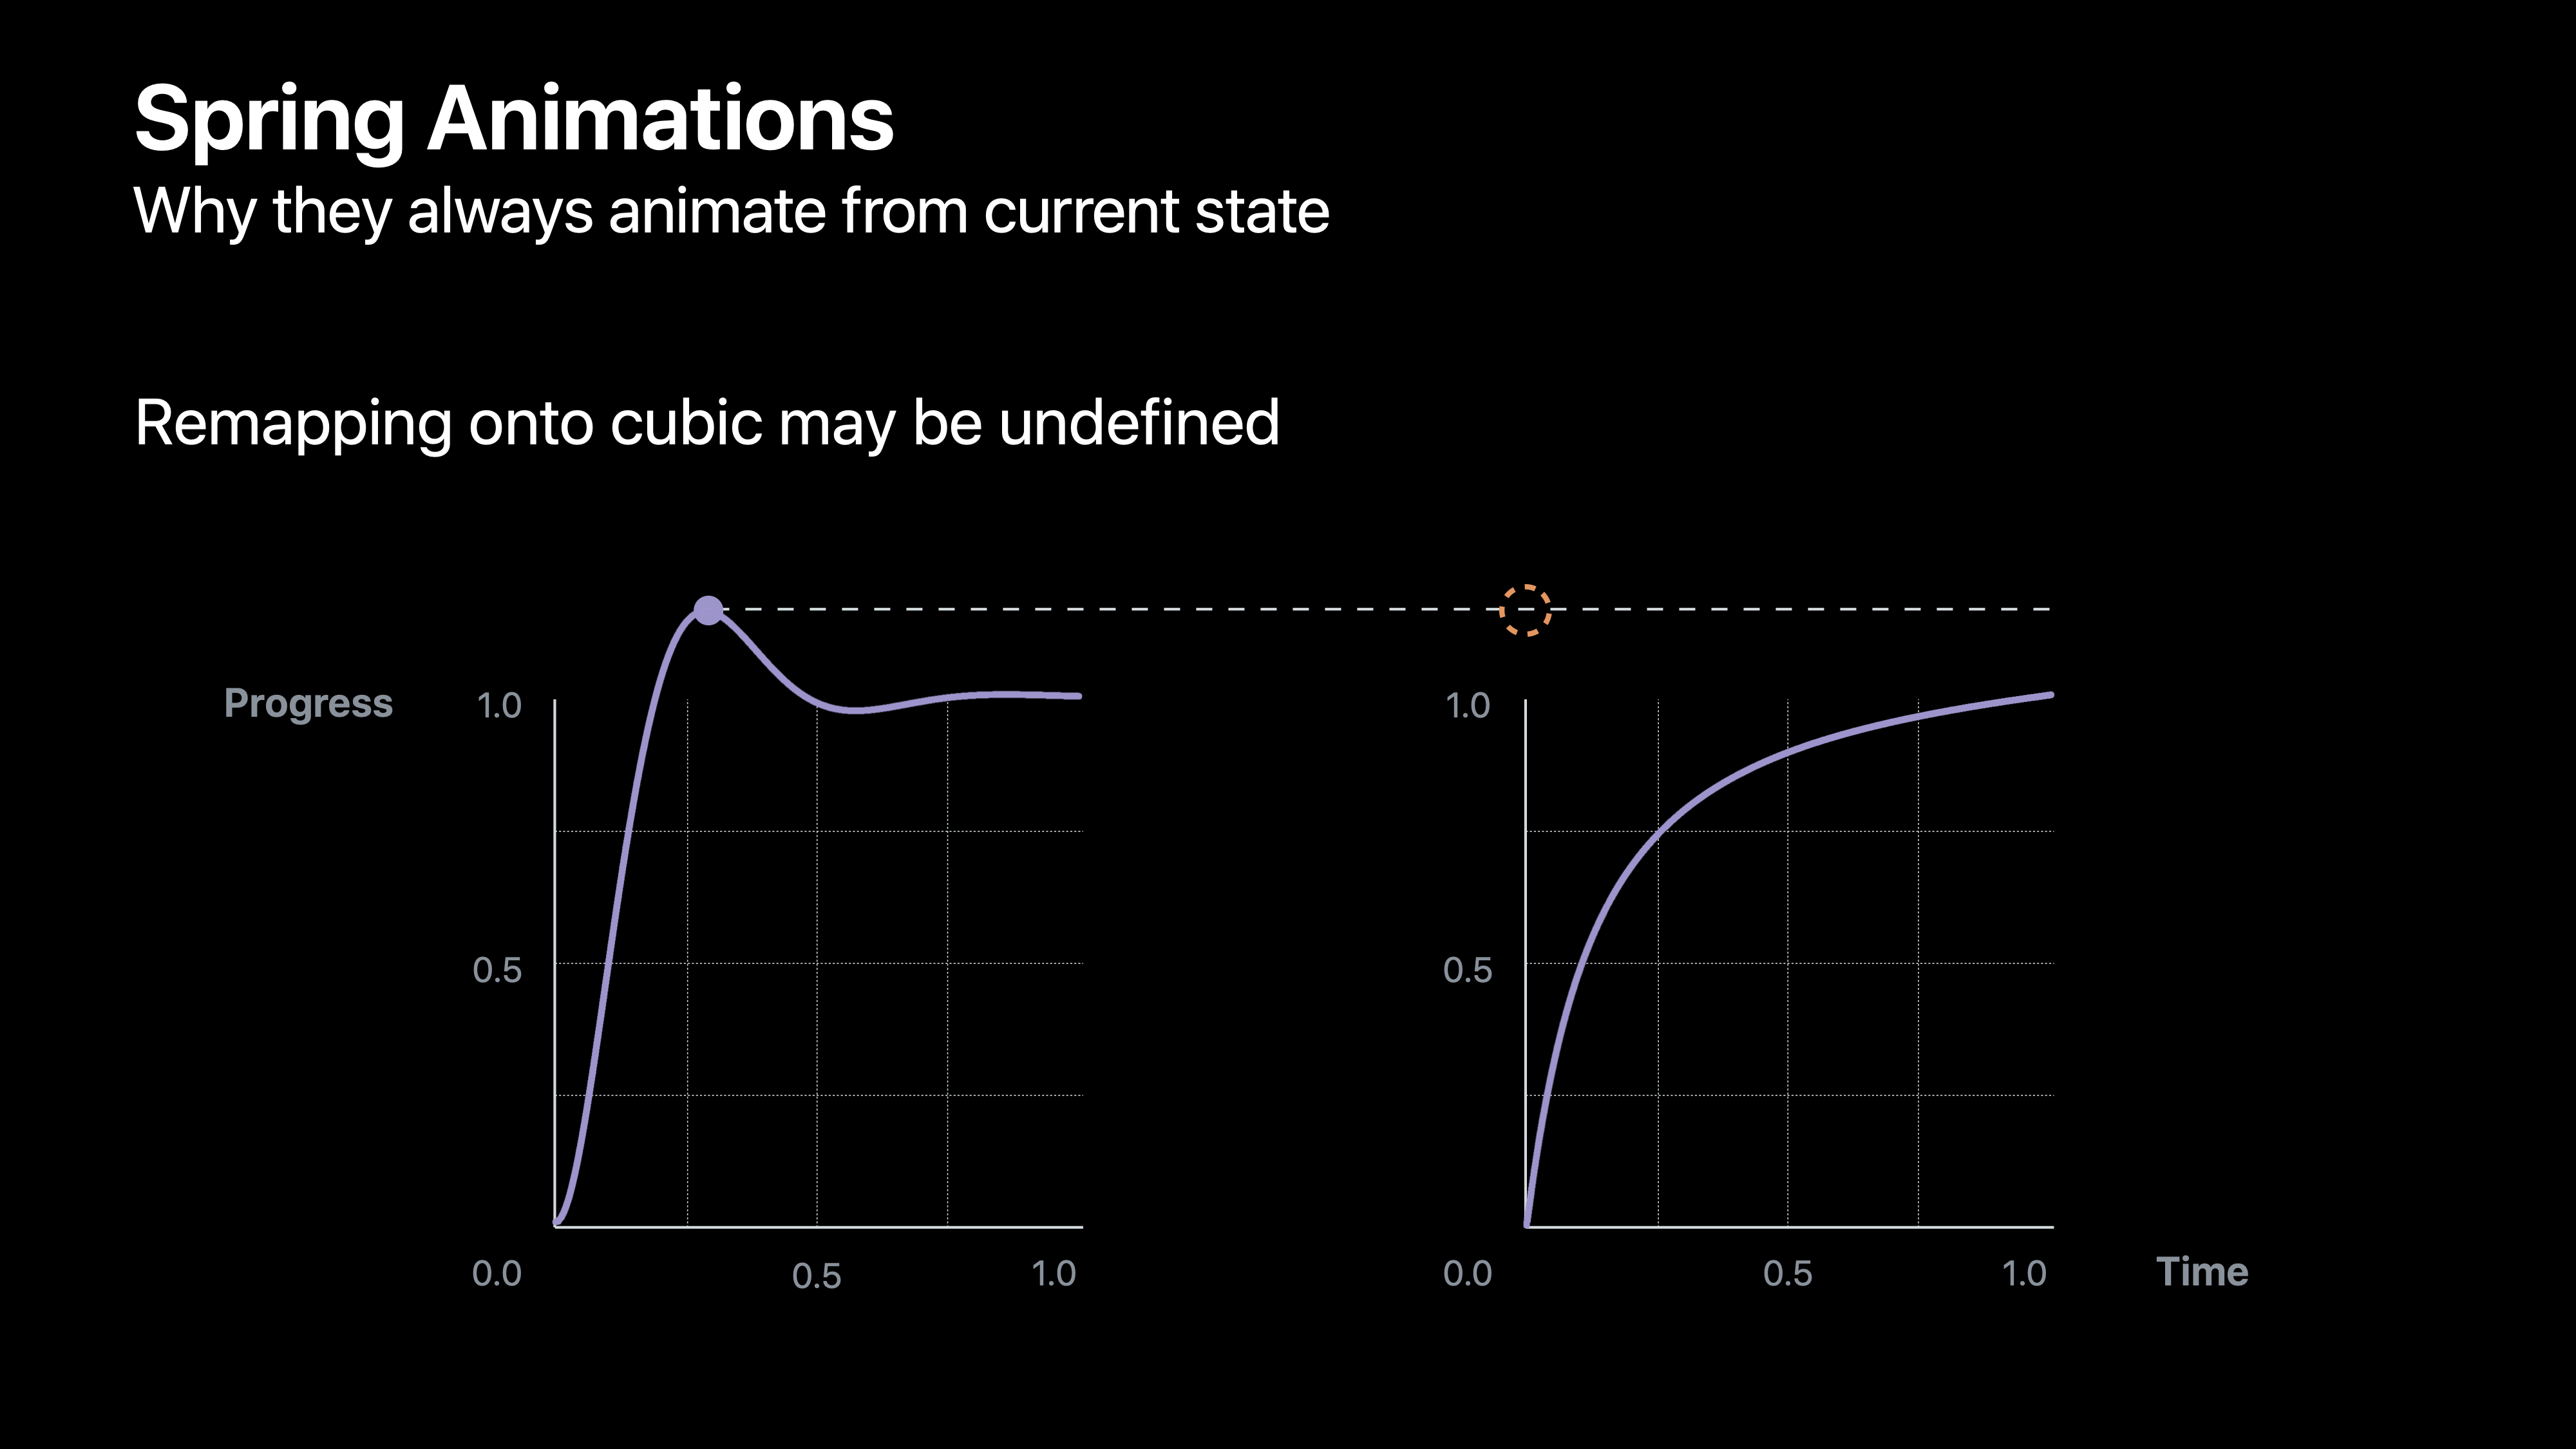 Spring Animations
Why they always animate from current state
Remapping onto cubic may be undefined
Progress
1.0
0.5
0.0
0.5
1.0
1.0
0.5
0.0
0.5
1.0
Time